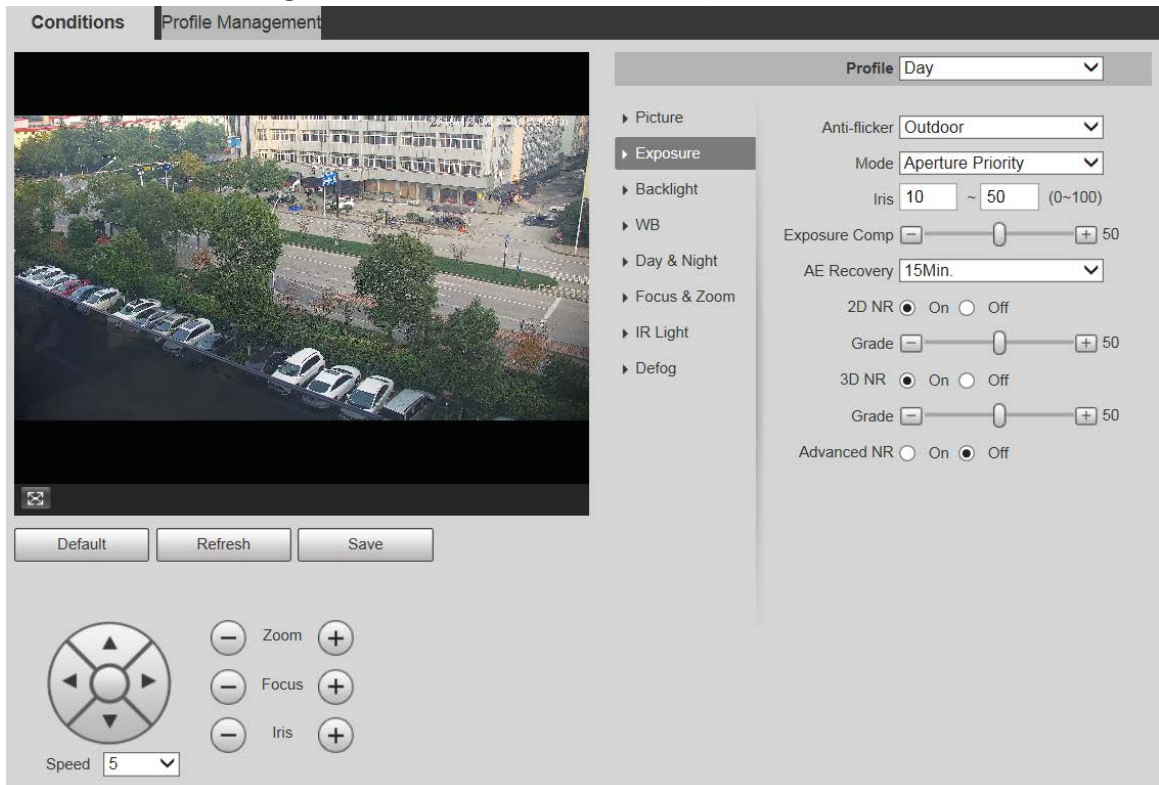 Conditions
Profile Management
Profile Day
Picture
Exposure
Backlight
WB
Day & Night
Focus & Zoom
IR Light
Defog
Anti-flicker Outdoor
Mode Aperture Priority
Iris 10 ~ 50 (0~100)
Exposure Comp - + 50
AE Recovery 15Min.
2D NR On Off
Grade - + 50
3D NR On Off
Grade - + 50
Advanced NR On Off
Default Refresh Save
- Zoom +
- Focus +
- Iris +
Speed 5